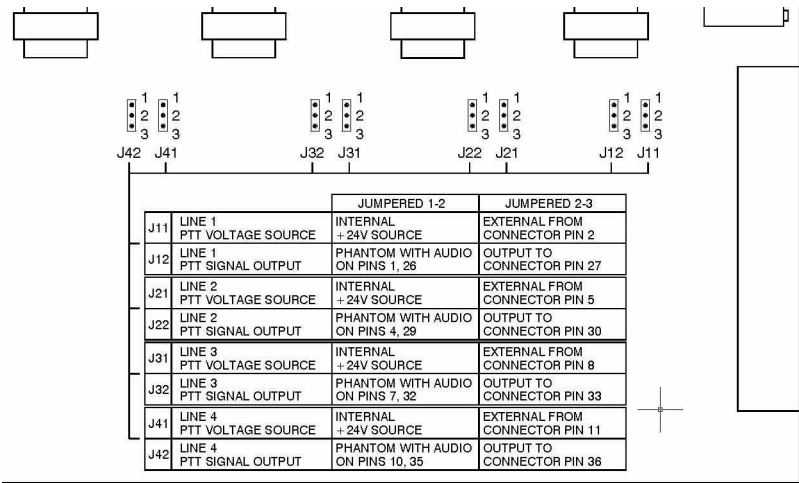 1 1 1 1 1 1 1 1
2 2 2 2 2 2 2 2
3 3 3 3 3 3 3 3
J42 J41 J32 J31 J22 J21 J12 J11
JUMPERED 1-2 JUMPERED 2-3
J11 LINE 1 PTT VOLTAGE SOURCE INTERNAL +24V SOURCE EXTERNAL FROM CONNECTOR PIN 2
J12 LINE 1 PTT SIGNAL OUTPUT PHANTOM WITH AUDIO ON PINS 1, 26 OUTPUT TO CONNECTOR PIN 27
J21 LINE 2 PTT VOLTAGE SOURCE INTERNAL +24V SOURCE EXTERNAL FROM CONNECTOR PIN 5
J22 LINE 2 PTT SIGNAL OUTPUT PHANTOM WITH AUDIO ON PINS 4, 29 OUTPUT TO CONNECTOR PIN 30
J31 LINE 3 PTT VOLTAGE SOURCE INTERNAL +24V SOURCE EXTERNAL FROM CONNECTOR PIN 8
J32 LINE 3 PTT SIGNAL OUTPUT PHANTOM WITH AUDIO ON PINS 7, 32 OUTPUT TO CONNECTOR PIN 33
J41 LINE 4 PTT VOLTAGE SOURCE INTERNAL +24V SOURCE EXTERNAL FROM CONNECTOR PIN 11
J42 LINE 4 PTT SIGNAL OUTPUT PHANTOM WITH AUDIO ON PINS 10, 35 OUTPUT TO CONNECTOR PIN 36